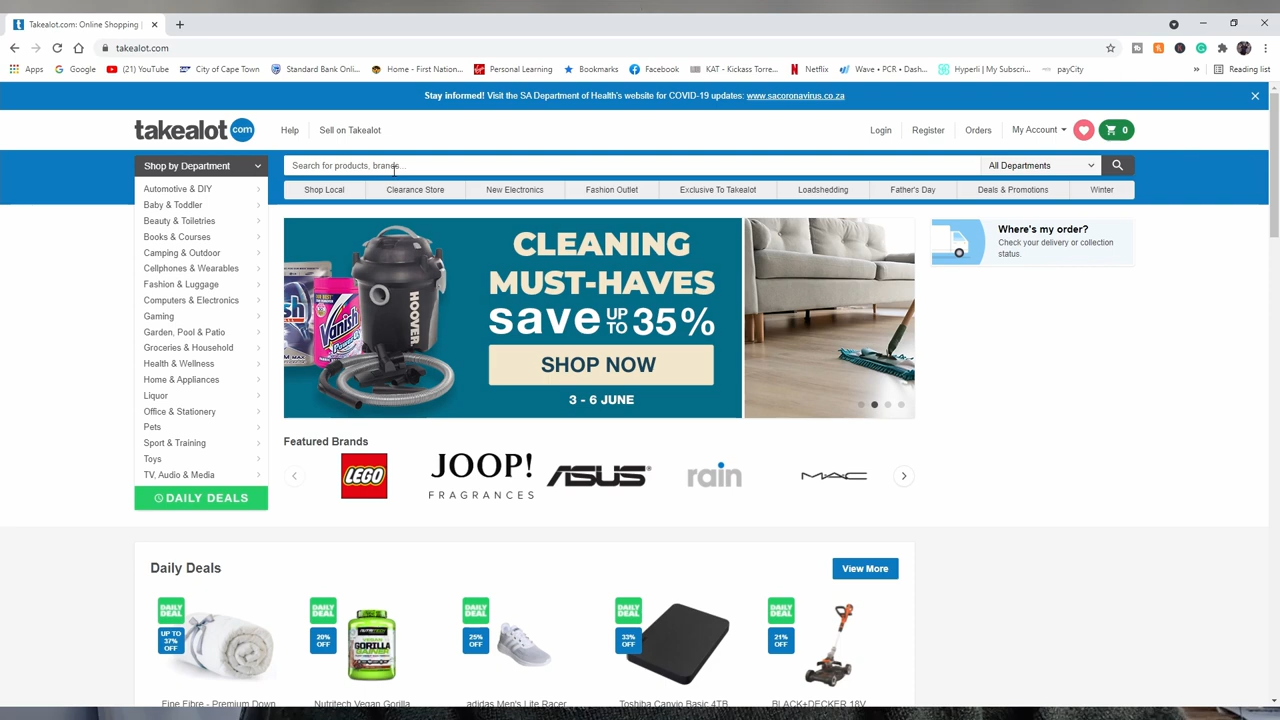 Takealot.com: Online Shopping |
takealot.com
Apps
Google
(21) YouTube
City of Cape Town
Standard Bank Onli...
Home - First Nation...
Personal Learning
Bookmarks
Facebook
KAT - Kickass Torre...
Netflix
Wave • PCR • Dash...
Hyperli | My Subscri...
payCity
Reading list
Stay informed! Visit the SA Department of Health's website for COVID-19 updates: www.sacoronavirus.co.za
takealot com
Help
Sell on Takealot
Login
Register
Orders
My Account
0
Shop by Department
Search for products, brands...
All Departments
Shop Local
Clearance Store
New Electronics
Fashion Outlet
Exclusive To Takealot
Loadshedding
Father's Day
Deals & Promotions
Winter
Automotive & DIY
Baby & Toddler
Beauty & Toiletries
Books & Courses
Camping & Outdoor
Cellphones & Wearables
Fashion & Luggage
Computers & Electronics
Gaming
Garden, Pool & Patio
Groceries & Household
Health & Wellness
Home & Appliances
Liquor
Office & Stationery
Pets
Sport & Training
Toys
TV, Audio & Media
DAILY DEALS
HOOVER
Vanish
CLEANING
MUST-HAVES
save UP TO 35%
SHOP NOW
3 - 6 JUNE
Where's my order?
Check your delivery or collection
status.
Featured Brands
LEGO
JOOP!
FRAGRANCES
ASUS
rain
MAC
Daily Deals
View More
DAILY
DEAL
UP TO
37%
OFF
DAILY
DEAL
20%
OFF
GORILLA
DAILY
DEAL
25%
OFF
DAILY
DEAL
33%
OFF
DAILY
DEAL
21%
OFF
Fine Fibre - Premium Down
Nutritech Vegan Gorilla
adidas Men's Lite Racer
Toshiba Canvio Basic 4TB
BLACK+DECKER 18V